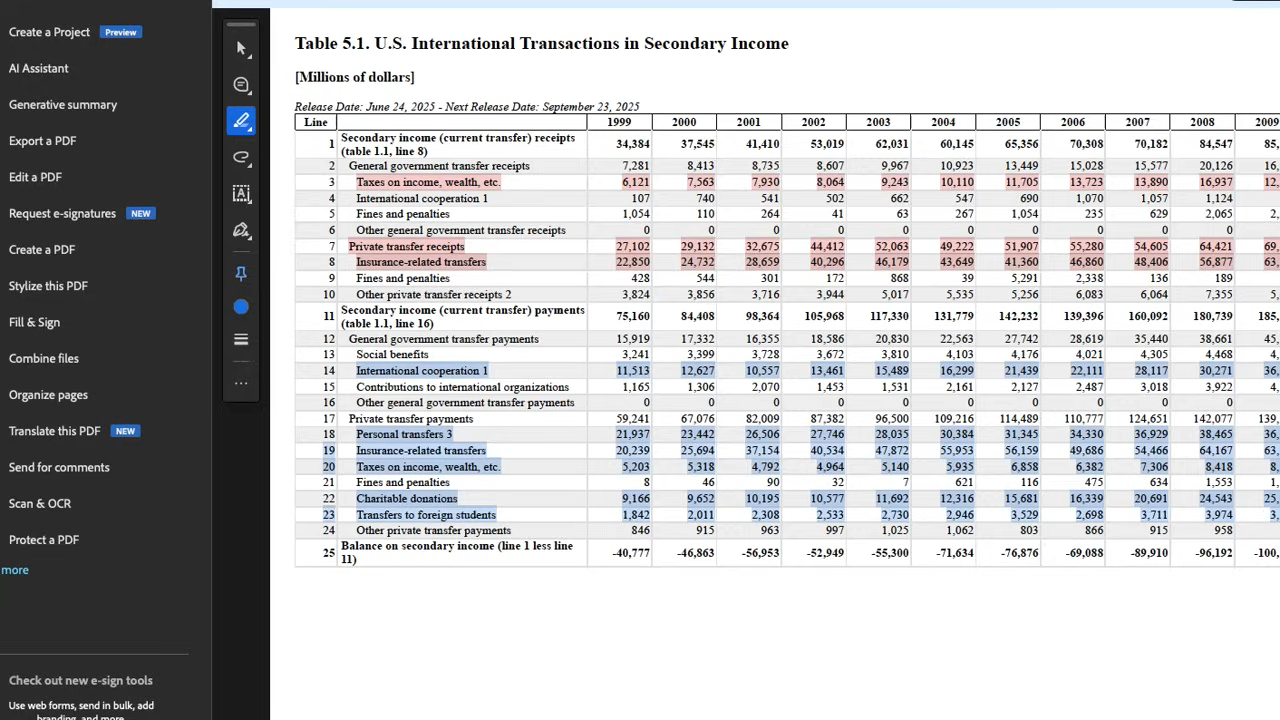 Create a Project Preview
AI Assistant
Generative summary
Export a PDF
Edit a PDF
Request e-signatures NEW
Create a PDF
Stylize this PDF
Fill & Sign
Combine files
Organize pages
Translate this PDF NEW
Send for comments
Scan & OCR
Protect a PDF
more
Check out new e-sign tools
Use web forms, send in bulk, add
branding, and more.
Table 5.1. U.S. International Transactions in Secondary Income
[Millions of dollars]
Release Date: June 24, 2025 - Next Release Date: September 23, 2025
Line 1999 2000 2001 2002 2003 2004 2005 2006 2007 2008 2009
1 Secondary income (current transfer) receipts
(table 1.1, line 8) 34,384 37,545 41,410 53,019 62,031 60,145 65,356 70,308 70,182 84,547 85,
2 General government transfer receipts 7,281 8,413 8,735 8,607 9,967 10,923 13,449 15,028 15,577 20,126 16,
3 Taxes on income, wealth, etc. 6,121 7,563 7,930 8,064 9,243 10,110 11,705 13,723 13,890 16,937 12,
4 International cooperation 1 107 740 541 502 662 547 690 1,070 1,057 1,124
5 Fines and penalties 1,054 110 264 41 63 267 1,054 235 629 2,065 2,
6 Other general government transfer receipts 0 0 0 0 0 0 0 0 0 0
7 Private transfer receipts 27,102 29,132 32,675 44,412 52,063 49,222 51,907 55,280 54,605 64,421 69,
8 Insurance-related transfers 22,850 24,732 28,659 40,296 46,179 43,649 41,360 46,860 48,406 56,877 63,
9 Fines and penalties 428 544 301 172 868 39 5,291 2,338 136 189
10 Other private transfer receipts 2 3,824 3,856 3,716 3,944 5,017 5,535 5,256 6,083 6,064 7,355 5,
11 Secondary income (current transfer) payments
(table 1.1, line 16) 75,160 84,408 98,364 105,968 117,330 131,779 142,232 139,396 160,092 180,739 185,
12 General government transfer payments 15,919 17,332 16,355 18,586 20,830 22,563 27,742 28,619 35,440 38,661 45,
13 Social benefits 3,241 3,399 3,728 3,672 3,810 4,103 4,176 4,021 4,305 4,468 4,
14 International cooperation 1 11,513 12,627 10,557 13,461 15,489 16,299 21,439 22,111 28,117 30,271 36,
15 Contributions to international organizations 1,165 1,306 2,070 1,453 1,531 2,161 2,127 2,487 3,018 3,922 4,
16 Other general government transfer payments 0 0 0 0 0 0 0 0 0 0
17 Private transfer payments 59,241 67,076 82,009 87,382 96,500 109,216 114,489 110,777 124,651 142,077 139,
18 Personal transfers 3 21,937 23,442 26,506 27,746 28,035 30,384 31,345 34,330 36,929 38,465 36,
19 Insurance-related transfers 20,239 25,694 37,154 40,534 47,872 55,953 56,159 49,686 54,466 64,167 63,
20 Taxes on income, wealth, etc. 5,203 5,318 4,792 4,964 5,140 5,935 6,858 6,382 7,306 8,418 8,
21 Fines and penalties 8 46 90 32 7 621 116 475 634 1,553 1,
22 Charitable donations 9,166 9,652 10,195 10,577 11,692 12,316 15,681 16,339 20,691 24,543 25,
23 Transfers to foreign students 1,842 2,011 2,308 2,533 2,730 2,946 3,529 2,698 3,711 3,974 3,
24 Other private transfer payments 846 915 963 997 1,025 1,062 803 866 915 958
25 Balance on secondary income (line 1 less line
11) -40,777 -46,863 -56,953 -52,949 -55,300 -71,634 -76,876 -69,088 -89,910 -96,192 -100,